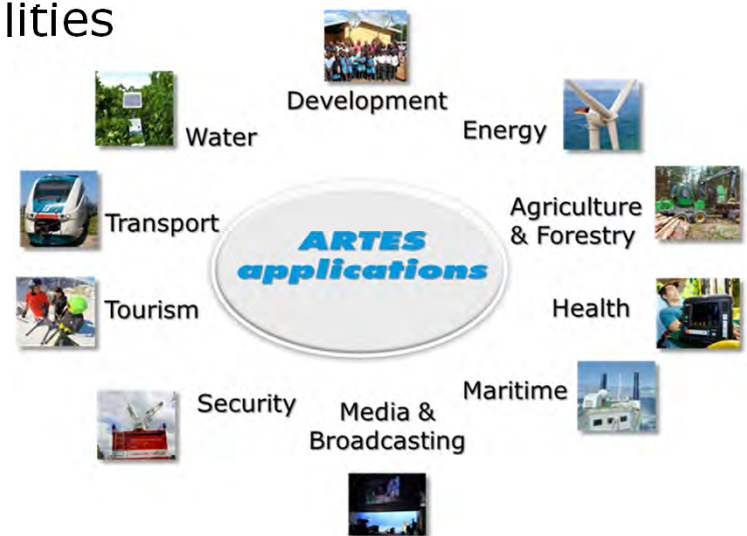 lities
Development
Water
Energy
Transport
Agriculture
& Forestry
ARTES
applications
Tourism
Health
Security
Maritime
Media &
Broadcasting